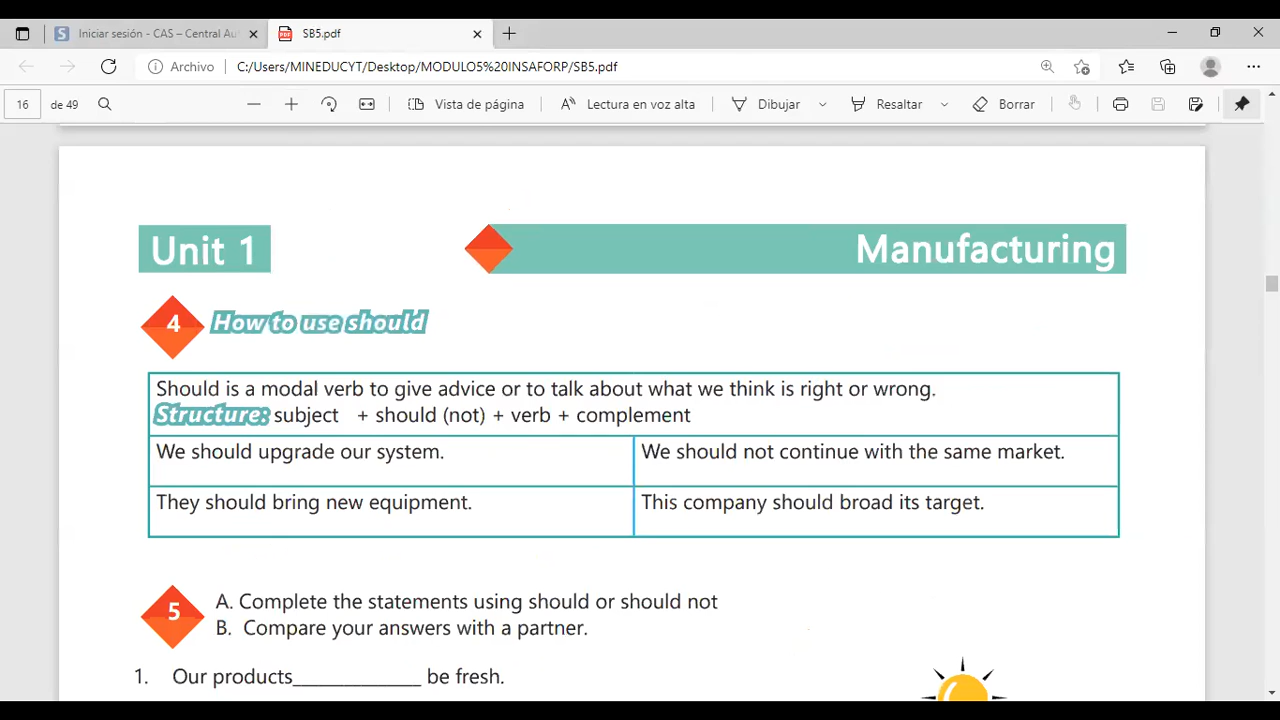 Iniciar sesión - CAS – Central Au
SB5.pdf
Archivo
C:/Users/MINEDUCYT/Desktop/MODULO5%20INSAFORP/SB5.pdf
16 de 49
Vista de página
Lectura en voz alta
Dibujar
Resaltar
Borrar
Unit 1
Manufacturing
4 How to use should
Should is a modal verb to give advice or to talk about what we think is right or wrong.
Structure: subject + should (not) + verb + complement
We should upgrade our system.
We should not continue with the same market.
They should bring new equipment.
This company should broad its target.
5
A. Complete the statements using should or should not
B. Compare your answers with a partner.
1. Our products______________ be fresh.